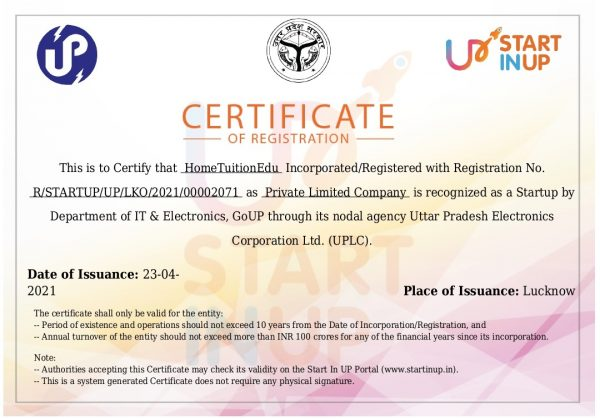 UP
उत्तर प्रदेश सरकार
UP START
IN UP
CERTIFICATE
OF REGISTRATION
This is to Certify that HomeTuitionEdu Incorporated/Registered with Registration No.
R/STARTUP/UP/LKO/2021/00002071 as Private Limited Company is recognized as a Startup by
Department of IT & Electronics, GoUP through its nodal agency Uttar Pradesh Electronics
Corporation Ltd. (UPLC).
START
IN UP
Date of Issuance: 23-04-
2021
Place of Issuance: Lucknow
The certificate shall only be valid for the entity:
-- Period of existence and operations should not exceed 10 years from the Date of Incorporation/Registration, and
-- Annual turnover of the entity should not exceed more than INR 100 crores for any of the financial years since its incorporation.
Note:
-- Authorities accepting this Certificate may check its validity on the Start In UP Portal (www.startinup.in).
-- This is a system generated Certificate does not require any physical signature.